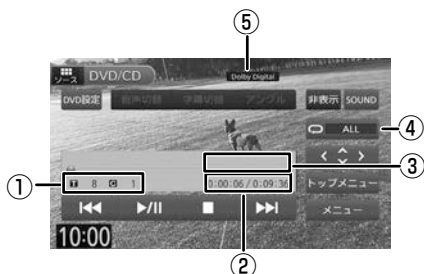 ⑤
ソース DVD/CD
Dolby Digital
DVD設定 音声切替 字幕切替 アングル 非表示 SOUND
ALL ④
③
① T 8 C 1 0:00:06/0:09:36
トップメニュー
メニュー
10:00
②